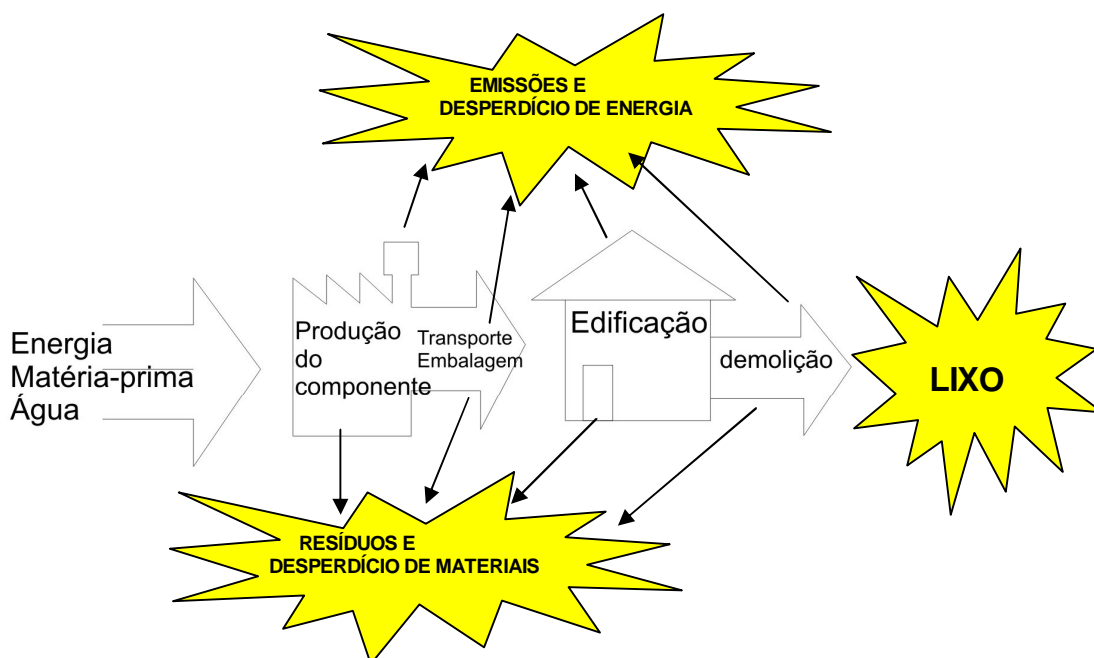 EMISSÕES E
DESPERDÍCIO DE ENERGIA
Energia
Matéria-prima
Água
Produção
do
componente
Transporte
Embalagem
Edificação
demolição
LIXO
RESÍDUOS E
DESPERDÍCIO DE MATERIAIS